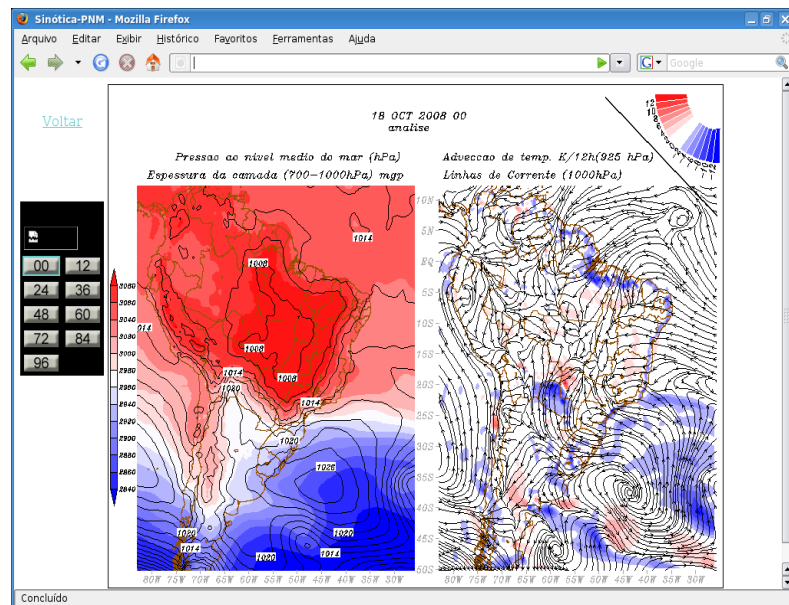 Sinótica-PNM - Mozilla Firefox
Arquivo Editar Exibir Histórico Favoritos Ferramentas Ajuda
G Google
Voltar
18 OCT 2008 00
analise
Pressao ao nivel medio do mar (hPa)
Espessura da camada (700-1000hPa) mgp
Adveccao de temp. K/12h(925 hPa)
Linhas de Corrente (1000hPa)
12
10
8
00 12
24 36
48 60
72 84
96
3080
3060
3040
3020
3000
2980
2960
2940
2920
2900
2880
2860
2840
1014
1008
014
1008
1014
1008
1020
1014
1020
1026
1020
1014
1020
1014
10N
5N
5S
10S
15S
20S
25S
30S
35S
40S
45S
50S
80W 75W 70W 65W 60W 55W 50W 45W 40W 35W 30W
80W 75W 70W 65W 60W 55W 50W 45W 40W 35W 30W
Concluído